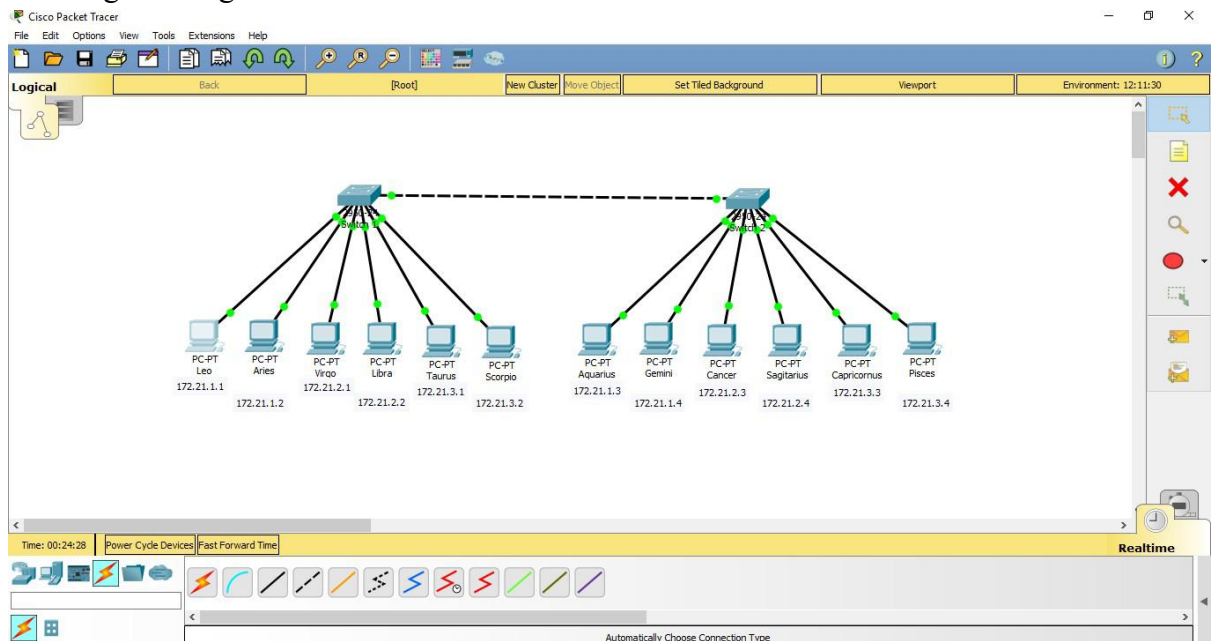 Cisco Packet Tracer
File Edit Options View Tools Extensions Help
Logical Back [Root] New Cluster Move Object Set Tiled Background Viewport Environment: 12:11:30
Switch 1
Switch 2
PC-PT Leo 172.21.1.1
PC-PT Aries 172.21.1.2
PC-PT Virgo 172.21.2.1
PC-PT Libra 172.21.2.2
PC-PT Taurus 172.21.3.1
PC-PT Scorpio 172.21.3.2
PC-PT Aquarius 172.21.1.3
PC-PT Gemini 172.21.1.4
PC-PT Cancer 172.21.2.3
PC-PT Sagitarius 172.21.2.4
PC-PT Capricornus 172.21.3.3
PC-PT Pisces 172.21.3.4
Time: 00:24:28 Power Cycle Devices Fast Forward Time Realtime
Automatically Choose Connection Type